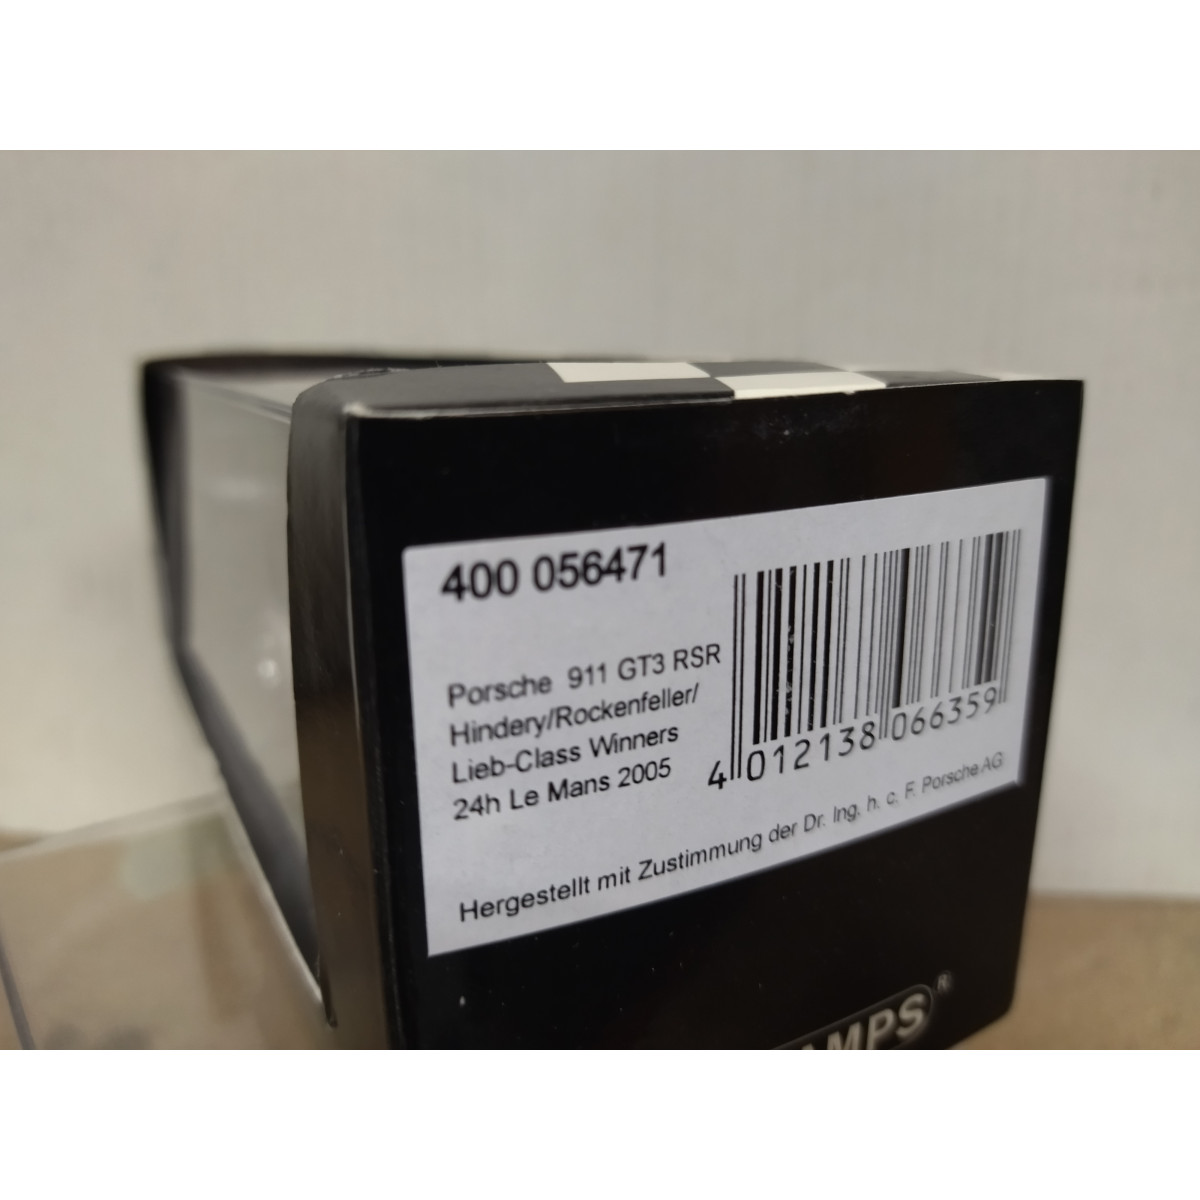 400 056471
Porsche 911 GT3 RSR
Hindery/Rockenfeller/
Lieb-Class Winners
24h Le Mans 2005
4 012138 066359
Hergestellt mit Zustimmung der Dr. Ing. h. c. F. Porsche AG
AMPS ®